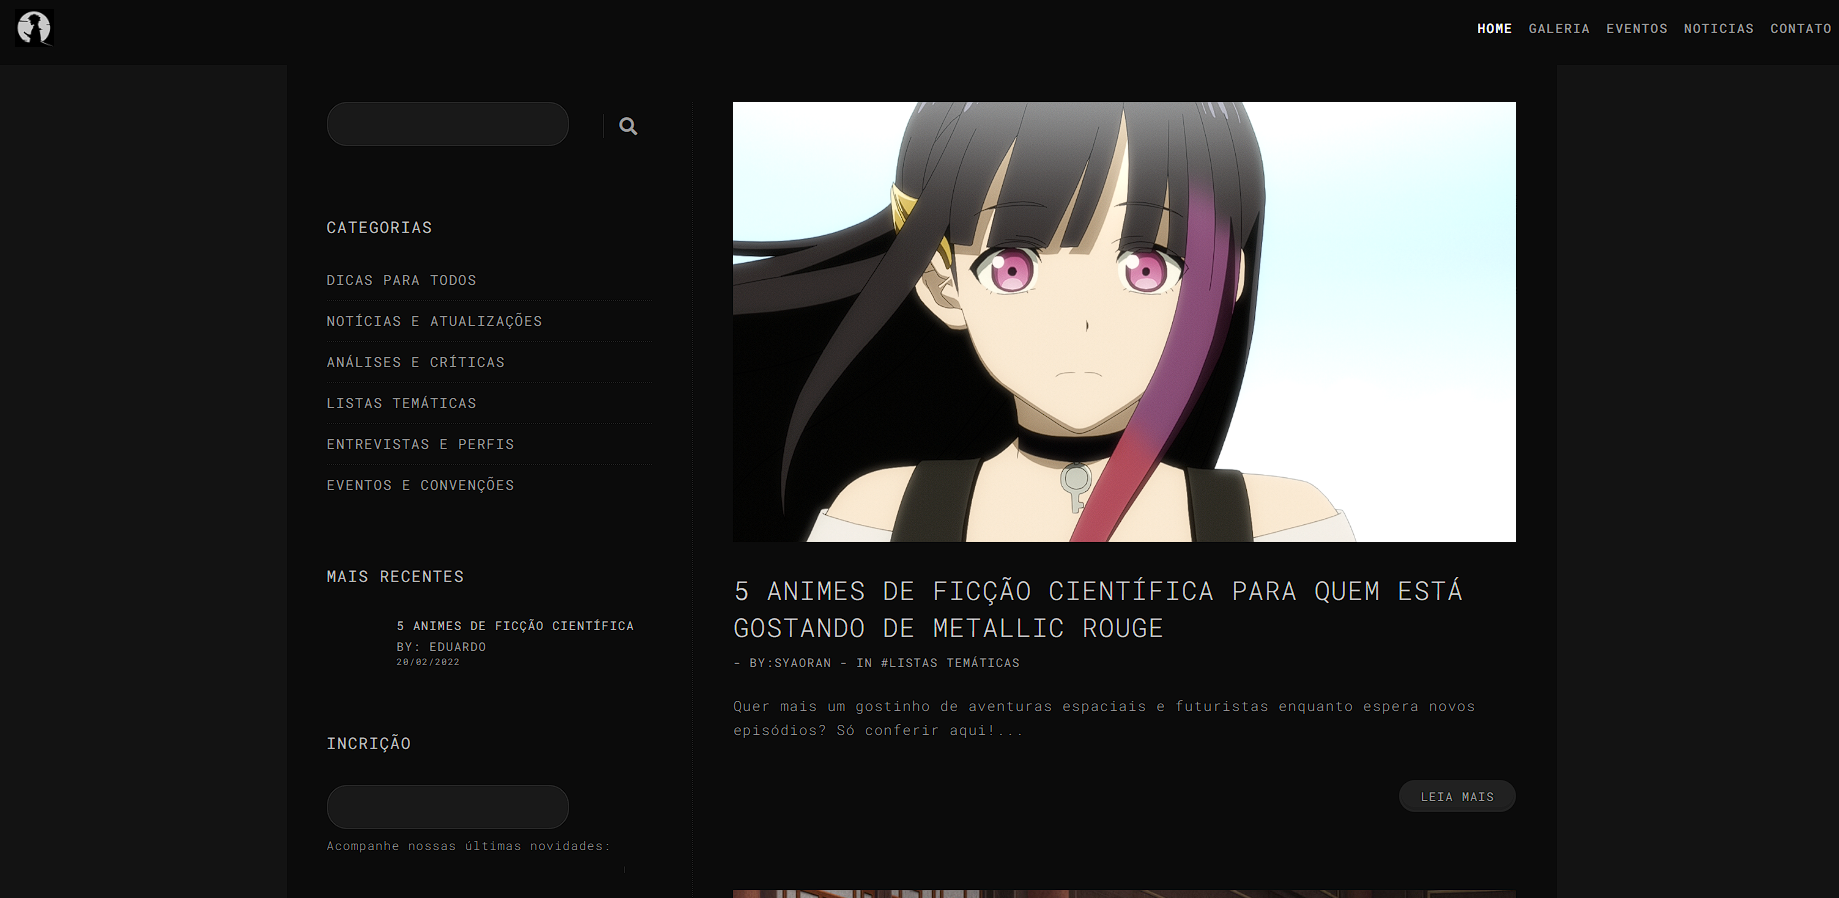 HOME GALERIA EVENTOS NOTICIAS CONTATO
CATEGORIAS
DICAS PARA TODOS
NOTÍCIAS E ATUALIZAÇÕES
ANÁLISES E CRÍTICAS
LISTAS TEMÁTICAS
ENTREVISTAS E PERFIS
EVENTOS E CONVENÇÕES
MAIS RECENTES
5 ANIMES DE FICÇÃO CIENTÍFICA
BY: EDUARDO
20/02/2022
INCRIÇÃO
Acompanhe nossas últimas novidades:
5 ANIMES DE FICÇÃO CIENTÍFICA PARA QUEM ESTÁ
GOSTANDO DE METALLIC ROUGE
- BY:SYAORAN - IN #LISTAS TEMÁTICAS
Quer mais um gostinho de aventuras espaciais e futuristas enquanto espera novos
episódios? Só conferir aqui!...
LEIA MAIS